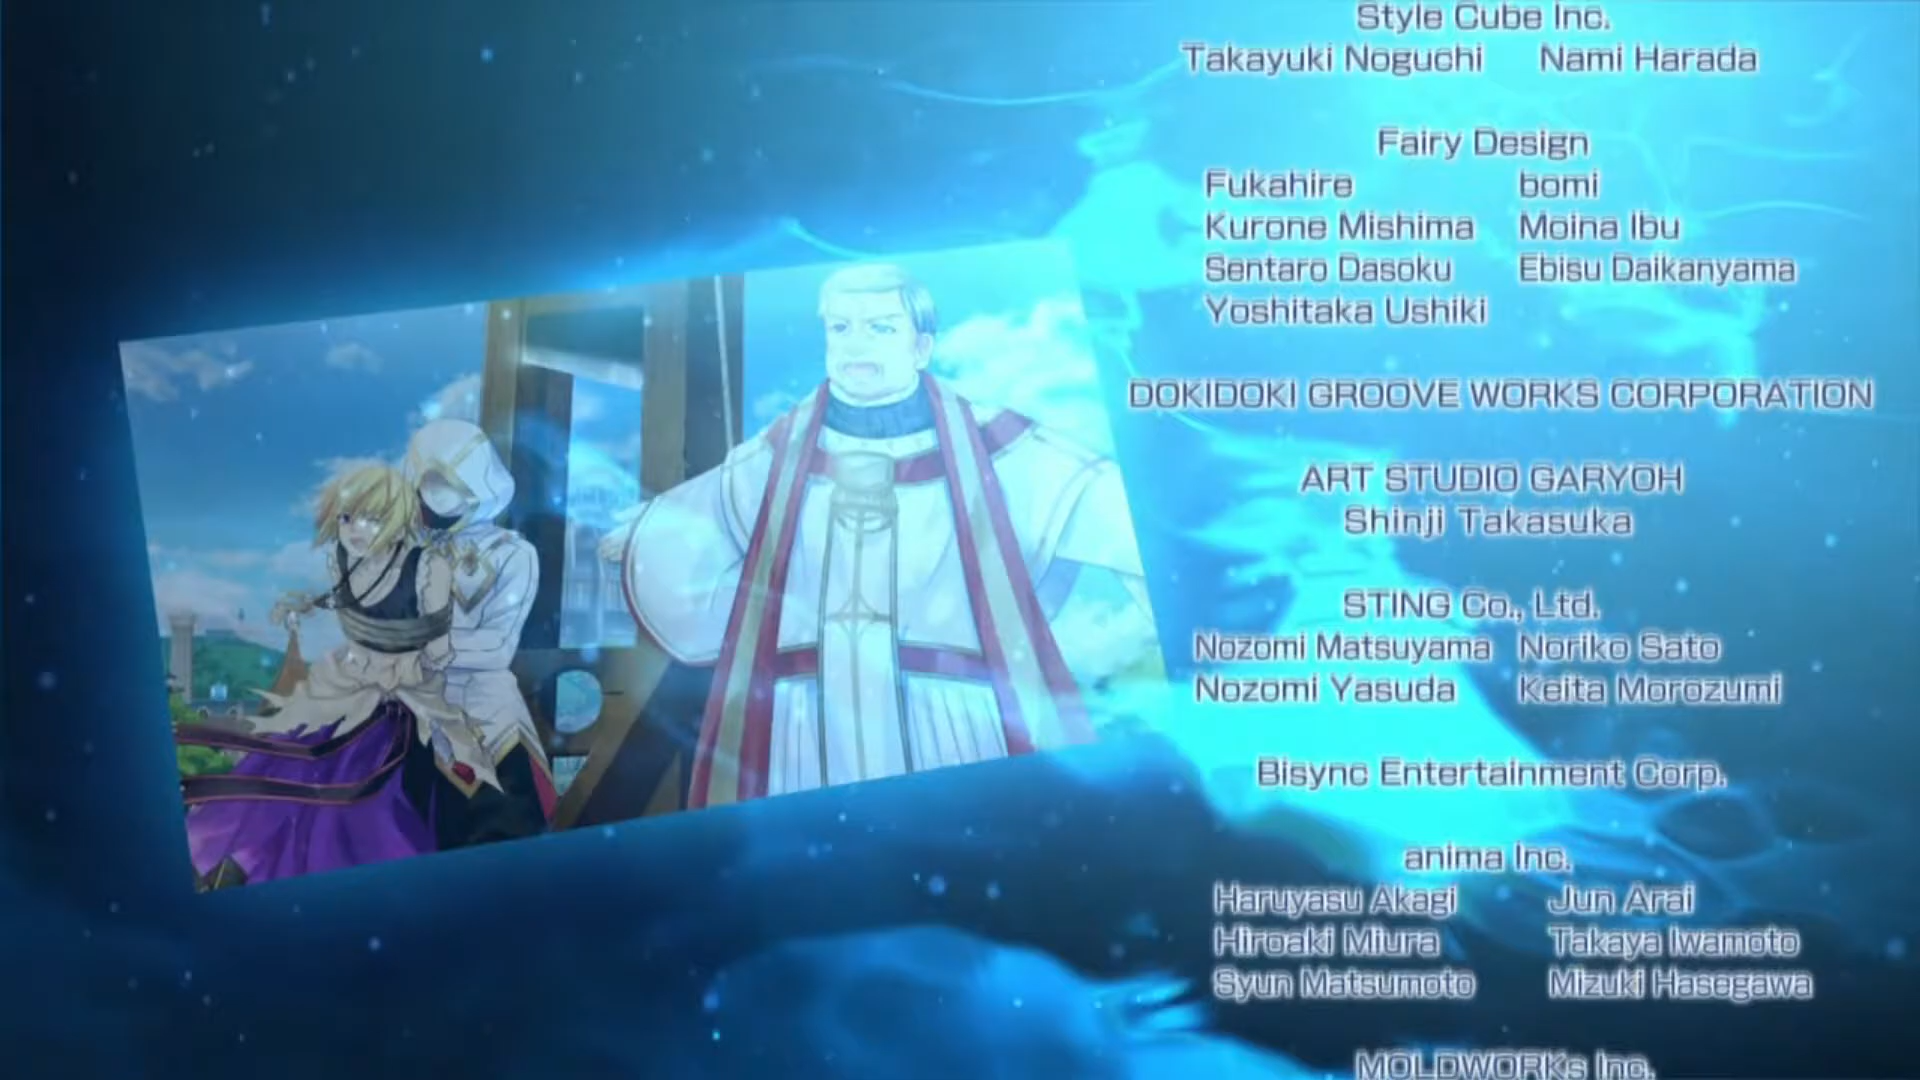 Style Cube Inc.
Takayuki Noguchi Nami Harada
Fairy Design
Fukahire bomi
Kurone Mishima Moina Ibu
Sentaro Dasoku Ebisu Daikanyama
Yoshitaka Ushiki
DOKIDOKI GROOVE WORKS CORPORATION
ART STUDIO GARYOH
Shinji Takasuka
STING Co., Ltd.
Nozomi Matsuyama Noriko Sato
Nozomi Yasuda Keita Morozumi
Bisync Entertainment Corp.
anima Inc.
Haruyasu Akagi Jun Arai
Hiroaki Miura Takaya Iwamoto
Syun Matsumoto Mizuki Hasegawa
MOLDWORKs Inc.